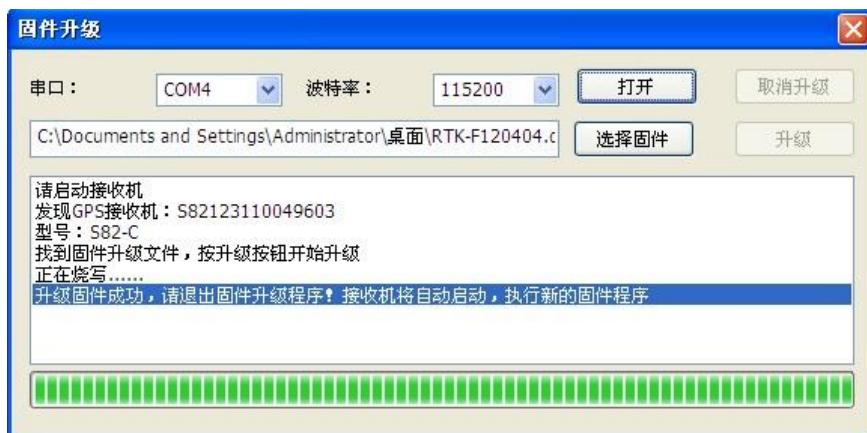 固件升级
串口： COM4 波特率： 115200 打开 取消升级
C:\Documents and Settings\Administrator\桌面\RTK-F120404.c 选择固件 升级
请启动接收机
发现GPS接收机：S82123110049603
型号：S82-C
找到固件升级文件，按升级按钮开始升级
正在烧写......
升级固件成功，请退出固件升级程序！接收机将自动启动，执行新的固件程序